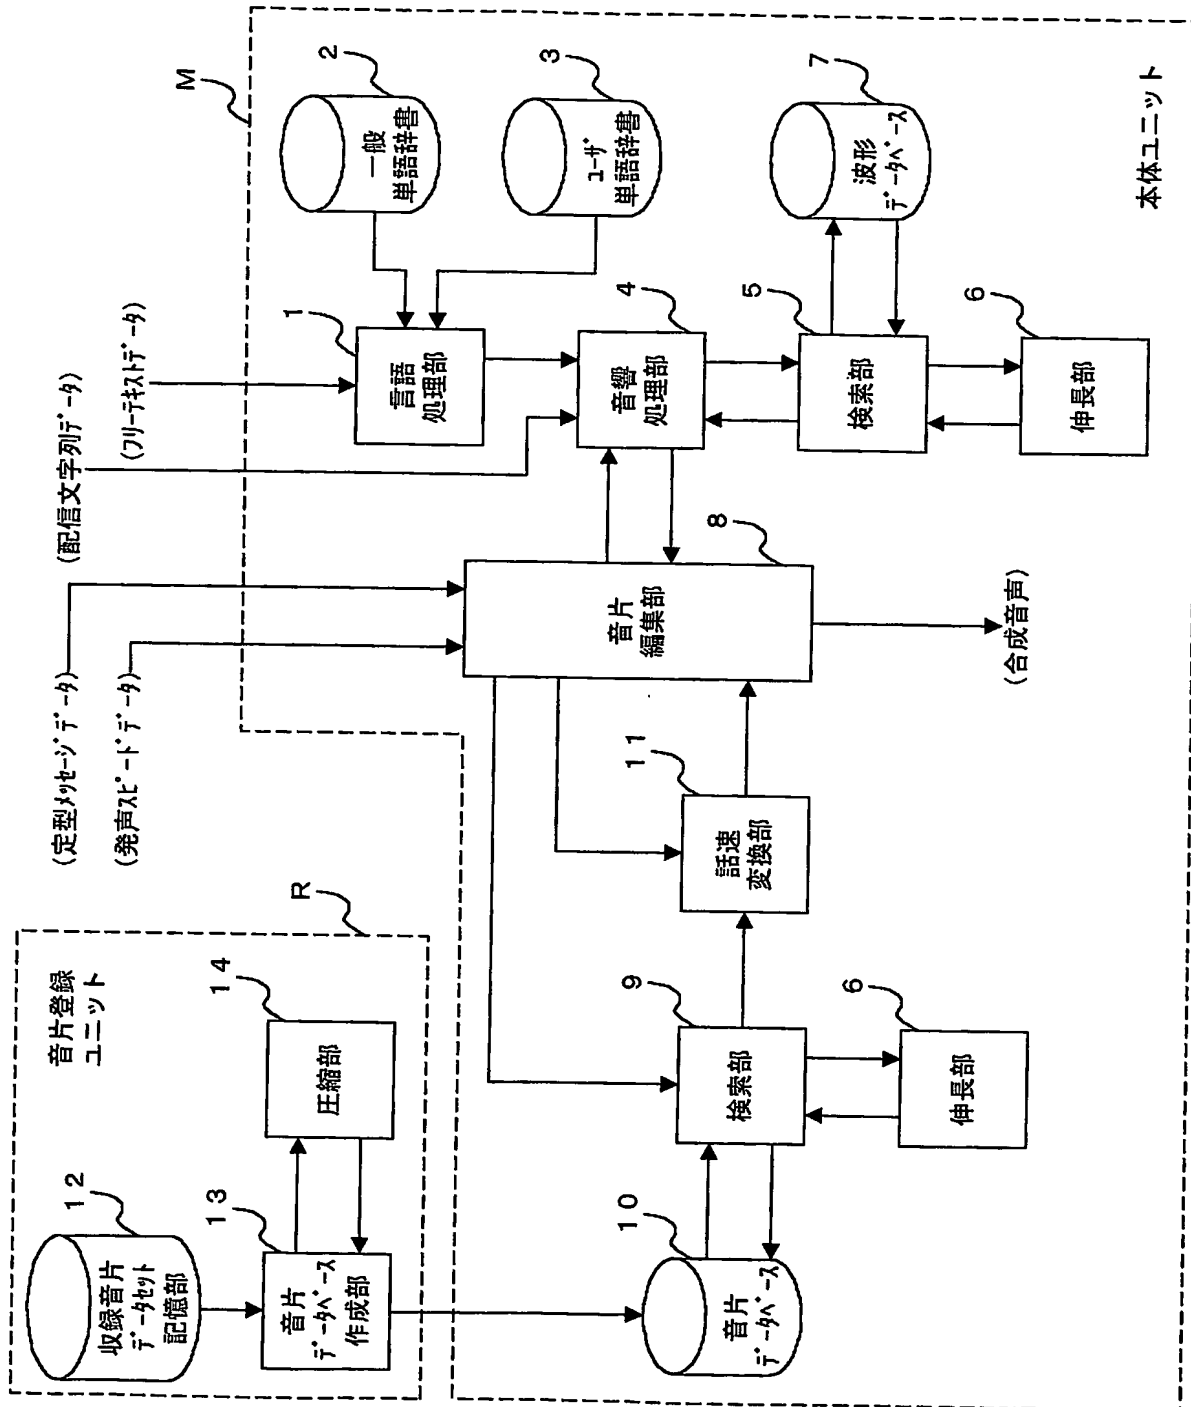 M
2
一般
単語辞書
3
ユーザ
単語辞書
7
波形
データベース
本体ユニット
(フリーテキストデータ)
1
言語
処理部
4
音響
処理部
5
検索部
6
伸長部
(配信文字列データ)
(定型メッセージデータ)
(発声スピードデータ)
8
音片
編集部
(合成音声)
11
話速
変換部
9
検索部
6
伸長部
10
音片
データベース
R
音片登録
ユニット
14
圧縮部
12
収録音片
データセット
記憶部
13
音片
データベース
作成部